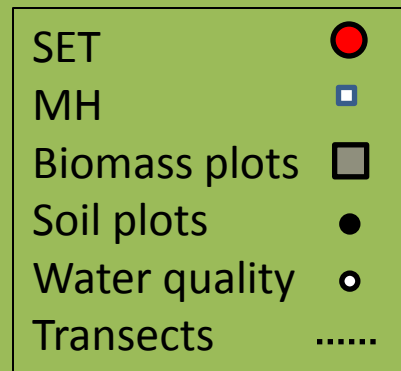 SET
MH
Biomass plots
Soil plots
Water quality
Transects